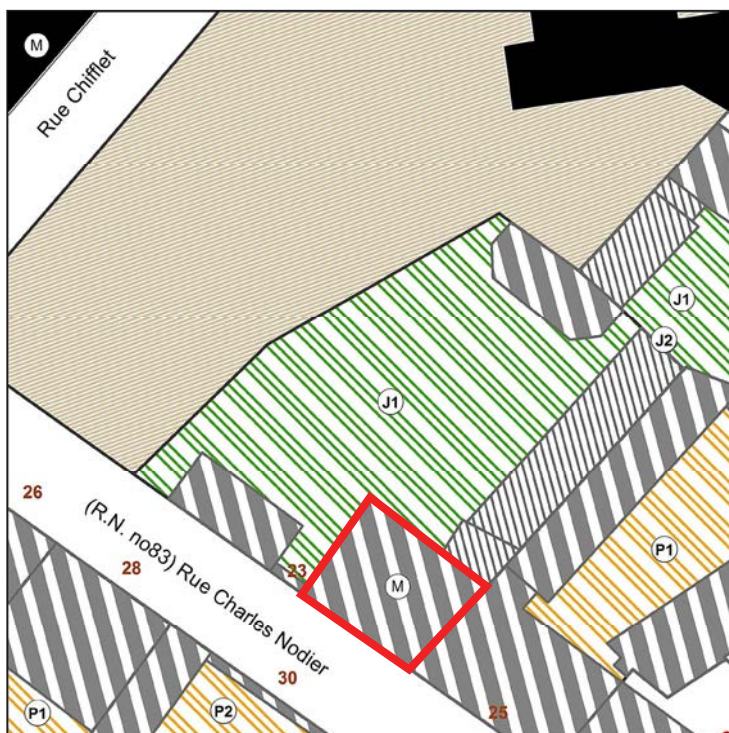 M
Rue Chifflet
J1
J2
J1
26
(R.N. no83) Rue Charles Nodier
23
28
M
P1
30
25
P1
P2